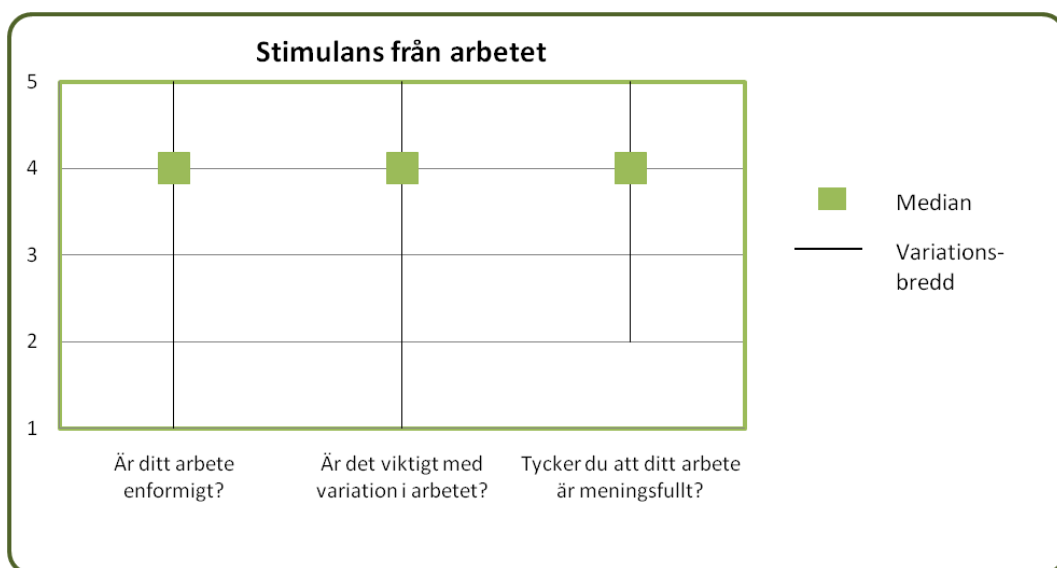 Stimulans från arbetet
5
4
3
2
1
Är ditt arbete
enformigt?
Är det viktigt med
variation i arbetet?
Tycker du att ditt arbete
är meningsfullt?
Median
Variations-
bredd